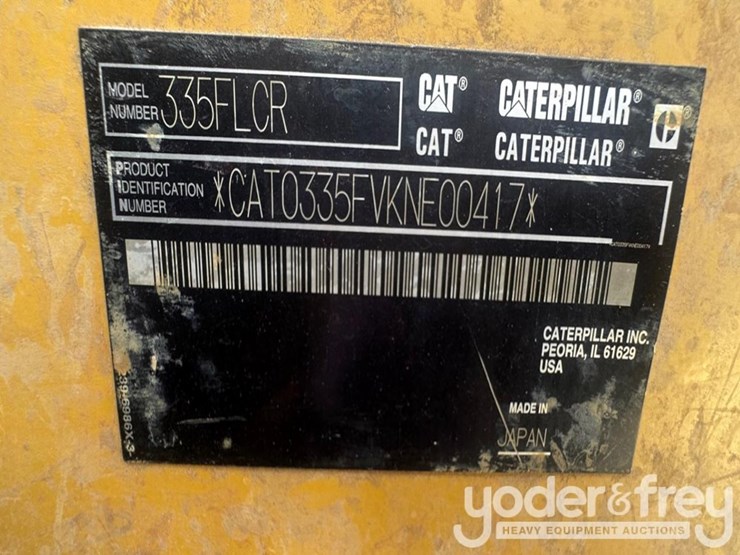 MODEL NUMBER 335FLCR
CAT® CATERPILLAR®
CAT® CATERPILLAR®
PRODUCT IDENTIFICATION NUMBER *CAT0335FVKNE00417*
CATERPILLAR INC.
PEORIA, IL 61629
USA
MADE IN
JAPAN
yoder&frey
HEAVY EQUIPMENT AUCTIONS